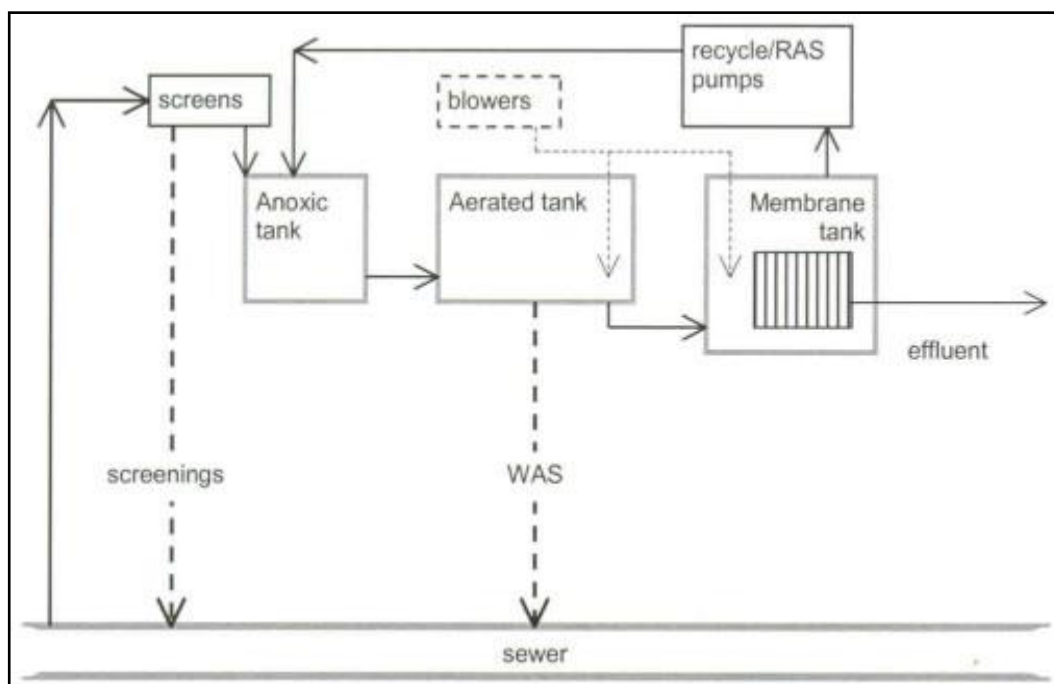 recycle/RAS
pumps
screens
blowers
Anoxic
tank
Aerated tank
Membrane
tank
effluent
screenings
WAS
sewer